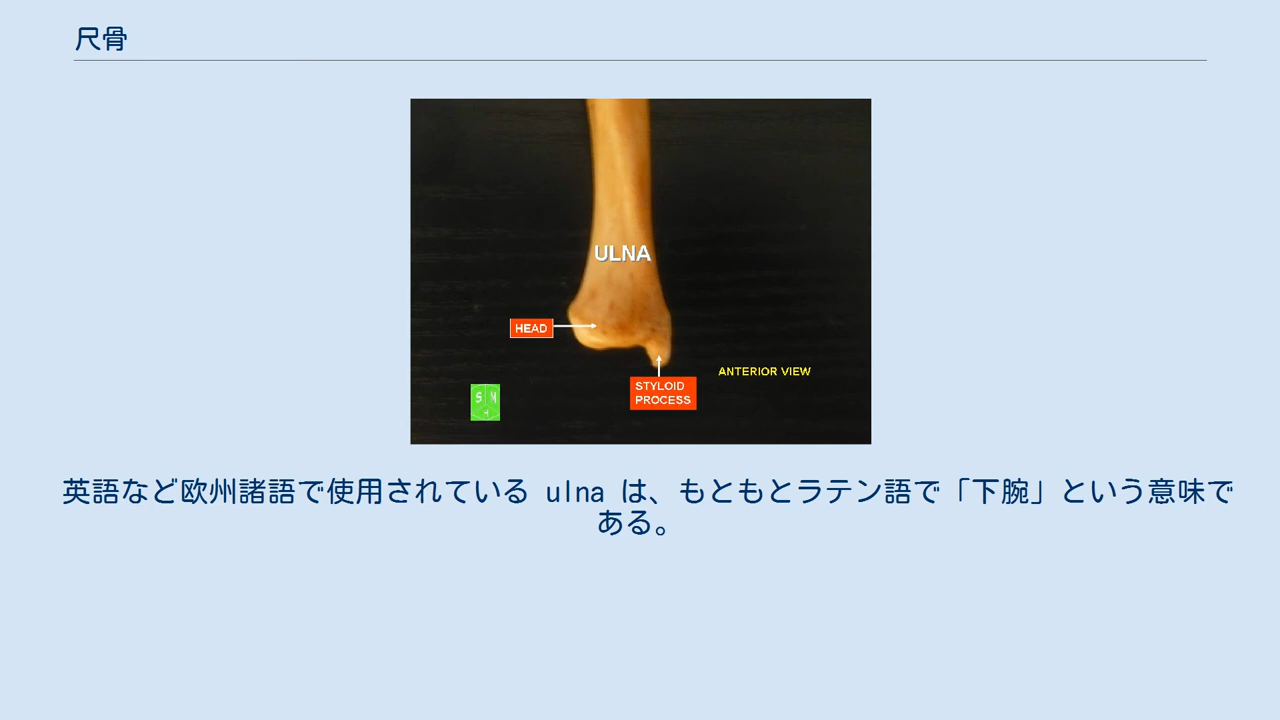 尺骨
ULNA
HEAD
STYLOID
PROCESS
ANTERIOR VIEW
英語など欧州諸語で使用されている ulna は、もともとラテン語で「下腕」という意味で
ある。